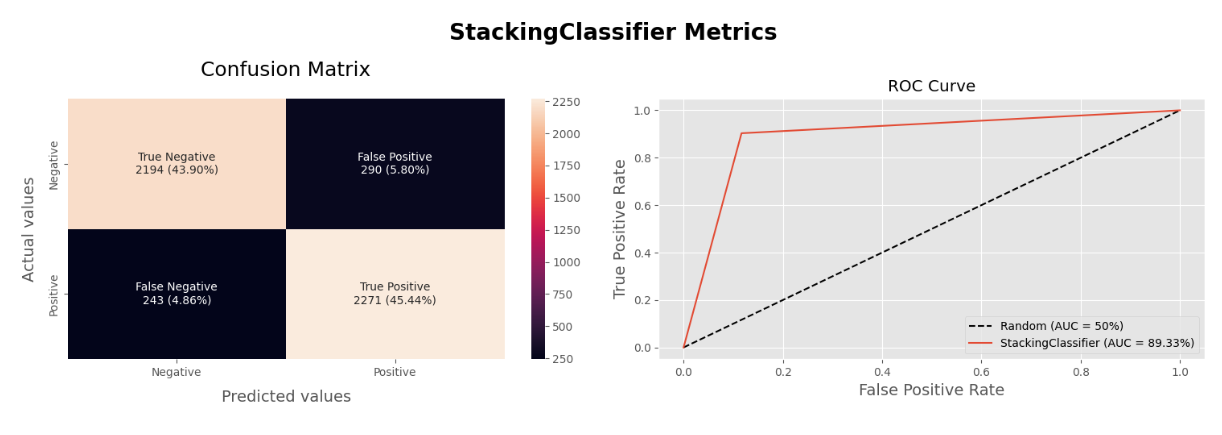 StackingClassifier Metrics
Confusion Matrix
Actual values
Negative
Positive
True Negative
2194 (43.90%)
False Positive
290 (5.80%)
False Negative
243 (4.86%)
True Positive
2271 (45.44%)
Negative
Positive
Predicted values
2250
2000
1750
1500
1250
1000
750
500
250
ROC Curve
True Positive Rate
1.0
0.8
0.6
0.4
0.2
0.0
Random (AUC = 50%)
StackingClassifier (AUC = 89.33%)
0.0
0.2
0.4
0.6
0.8
1.0
False Positive Rate